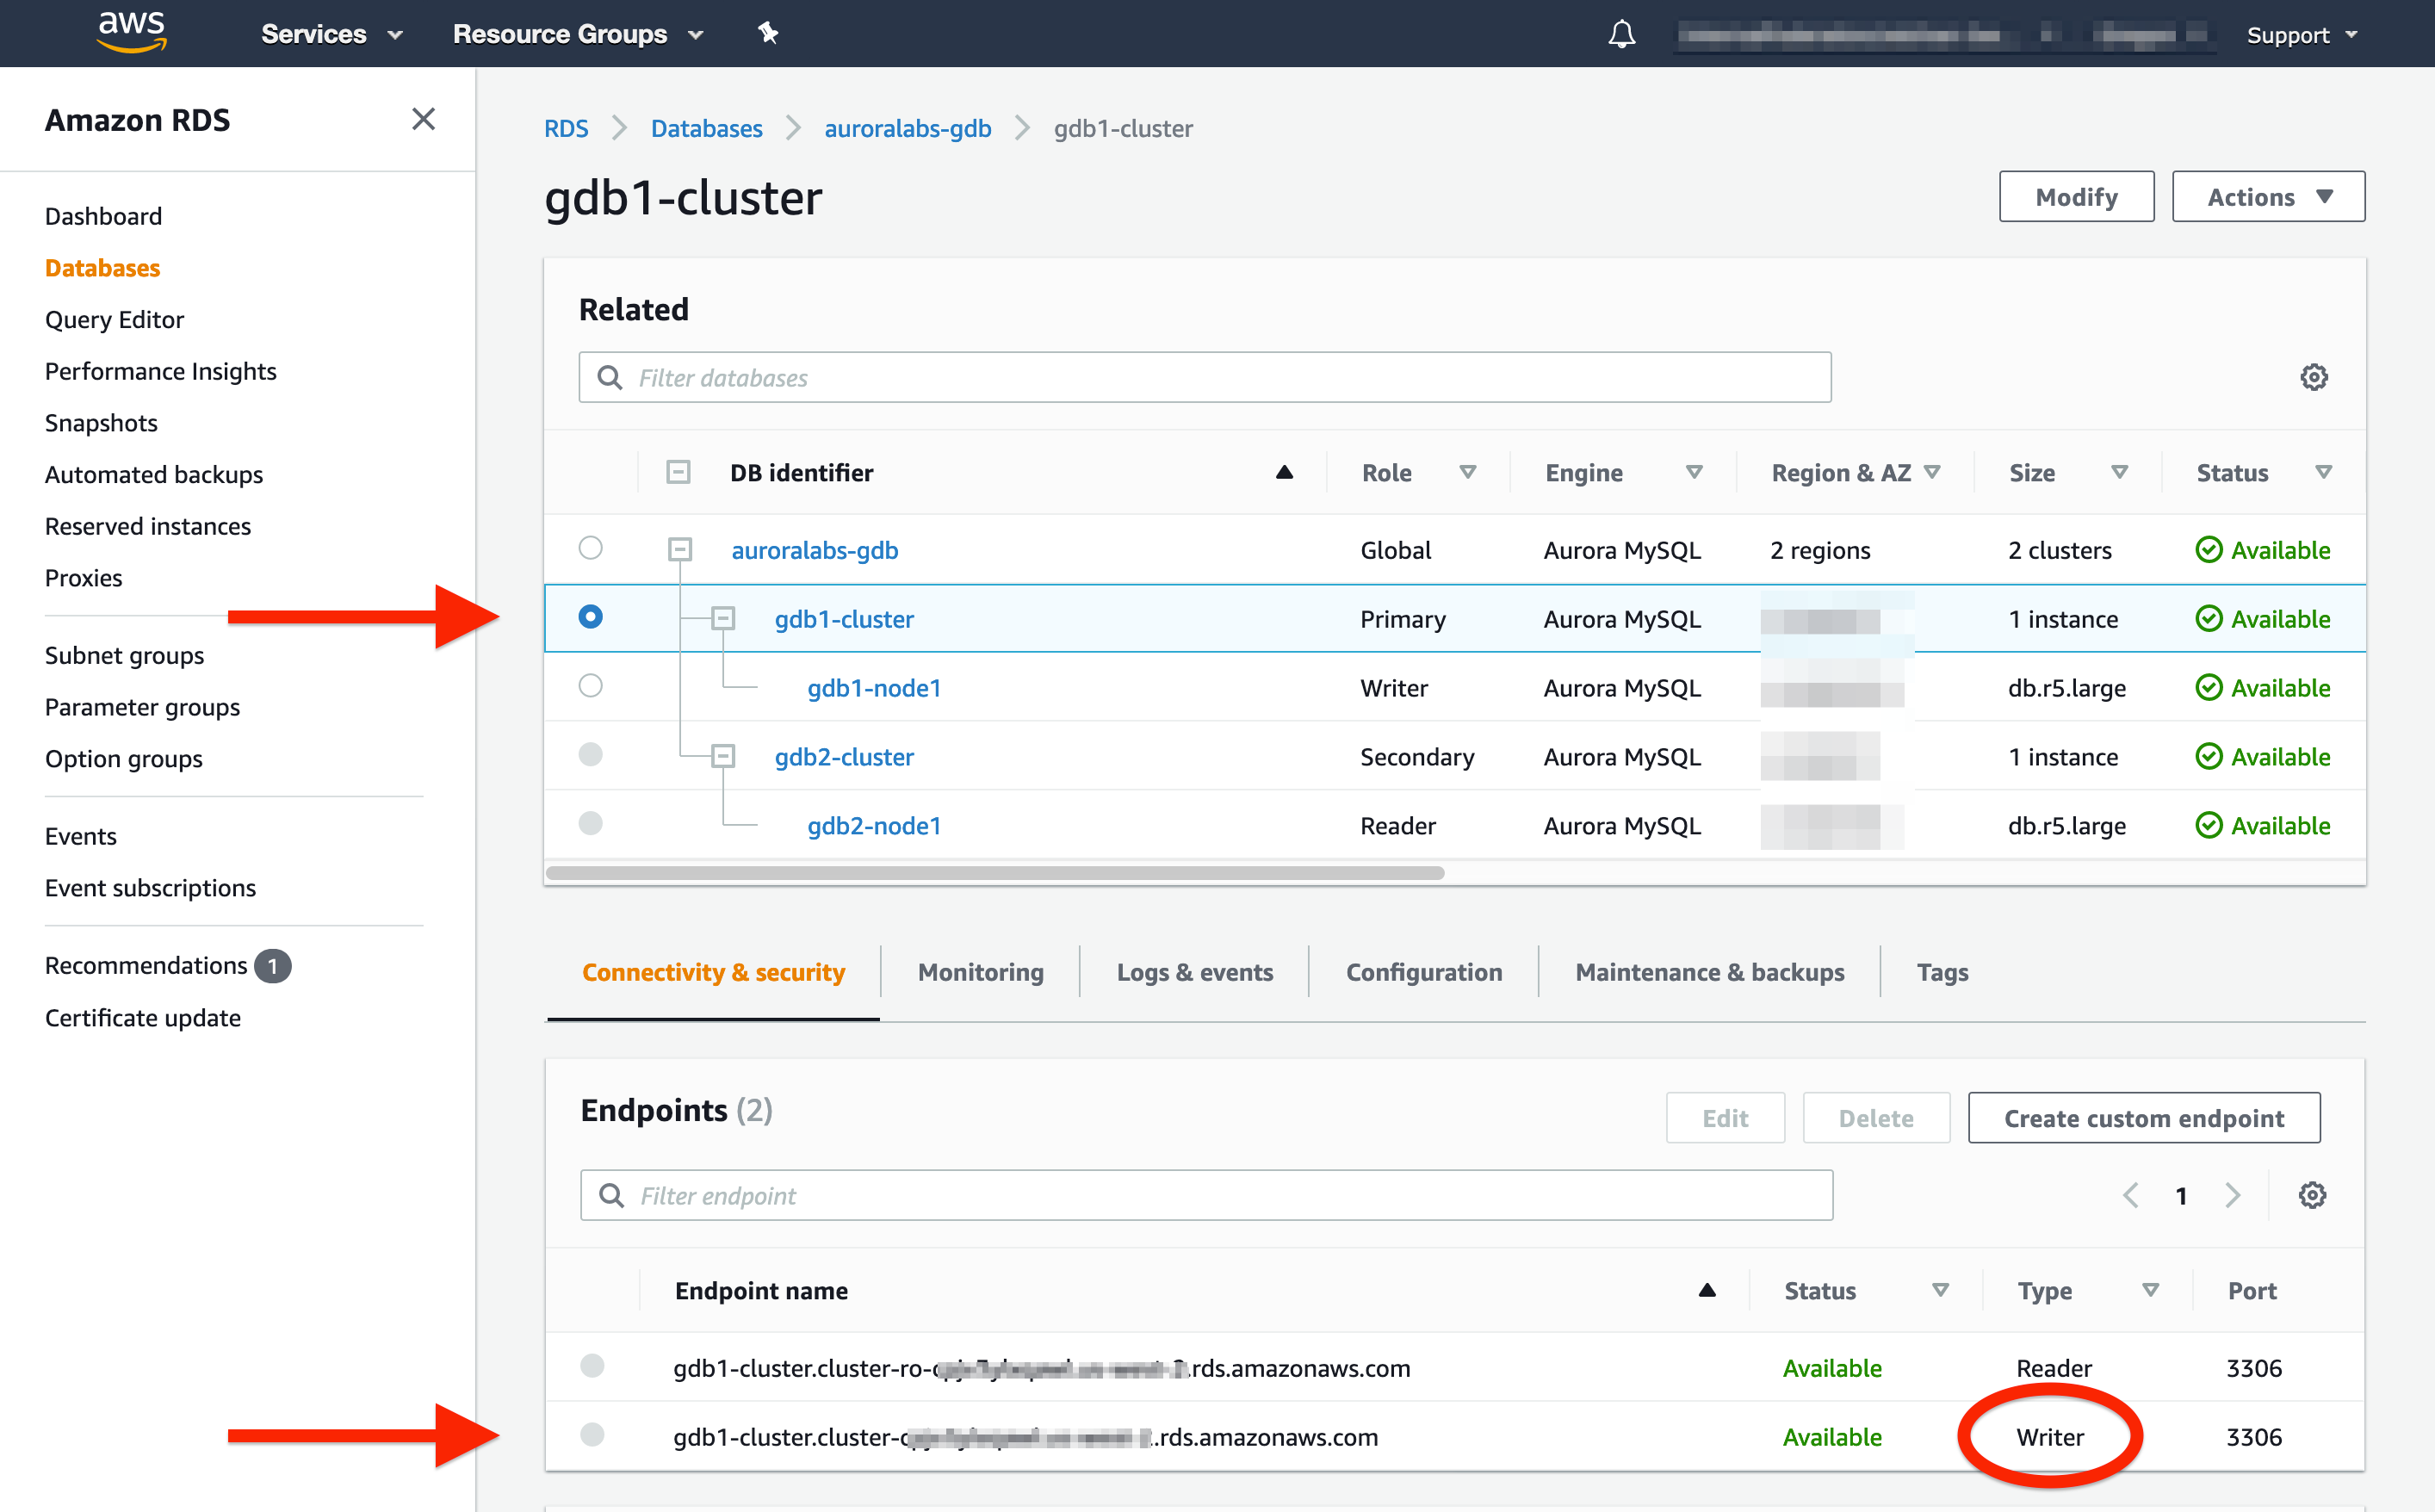 aws Services Resource Groups Support
Amazon RDS
Dashboard
Databases
Query Editor
Performance Insights
Snapshots
Automated backups
Reserved instances
Proxies
Subnet groups
Parameter groups
Option groups
Events
Event subscriptions
Recommendations 1
Certificate update
RDS Databases auroralabs-gdb gdb1-cluster
gdb1-cluster
Modify Actions
Related
Filter databases
DB identifier Role Engine Region & AZ Size Status
auroralabs-gdb Global Aurora MySQL 2 regions 2 clusters Available
gdb1-cluster Primary Aurora MySQL 1 instance Available
gdb1-node1 Writer Aurora MySQL db.r5.large Available
gdb2-cluster Secondary Aurora MySQL 1 instance Available
gdb2-node1 Reader Aurora MySQL db.r5.large Available
Connectivity & security Monitoring Logs & events Configuration Maintenance & backups Tags
Endpoints (2)
Edit Delete Create custom endpoint
Filter endpoint
1
Endpoint name Status Type Port
gdb1-cluster.cluster-ro- .rds.amazonaws.com Available Reader 3306
gdb1-cluster.cluster- .rds.amazonaws.com Available Writer 3306